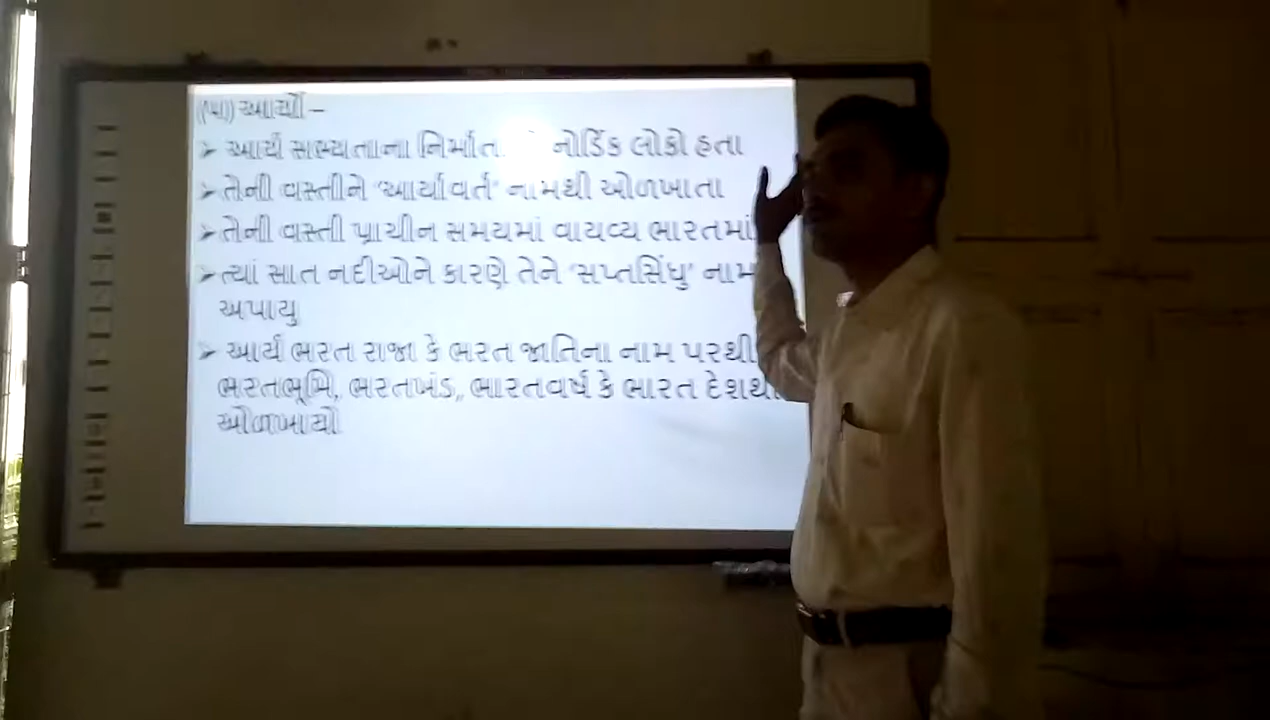 (૫) આર્યો –
➢ આર્ય સભ્યતાના નિર્માતા નોર્ડિક લોકો હતા
➢ તેની વસ્તીને ‘આર્યાવર્ત’ નામથી ઓળખાતા
➢ તેની વસ્તી પ્રાચીન સમયમાં વાયવ્ય ભારતમાં
➢ ત્યાં સાત નદીઓને કારણે તેને ‘સપ્તસિંધુ’ નામ
અપાયુ
➢ આર્ય ભરત રાજા કે ભરત જાતિના નામ પરથી
ભરતભૂમિ, ભરતખંડ,, ભારતવર્ષ કે ભારત દેશથી
ઓળખાયો